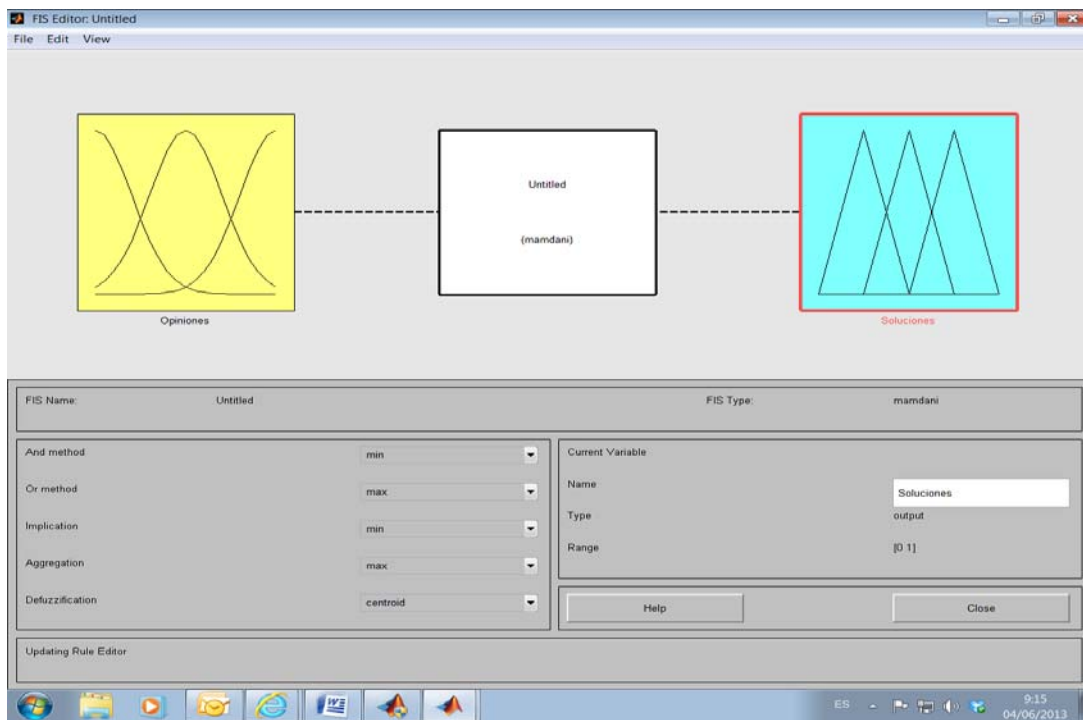 FIS Editor: Untitled
File Edit View
Untitled
(mamdani)
Opiniones
Soluciones
FIS Name: Untitled FIS Type: mamdani
And method min
Or method max
Implication min
Aggregation max
Defuzzification centroid
Current Variable
Name Soluciones
Type output
Range [0 1]
Help Close
Updating Rule Editor
ES 9:15
04/06/2013